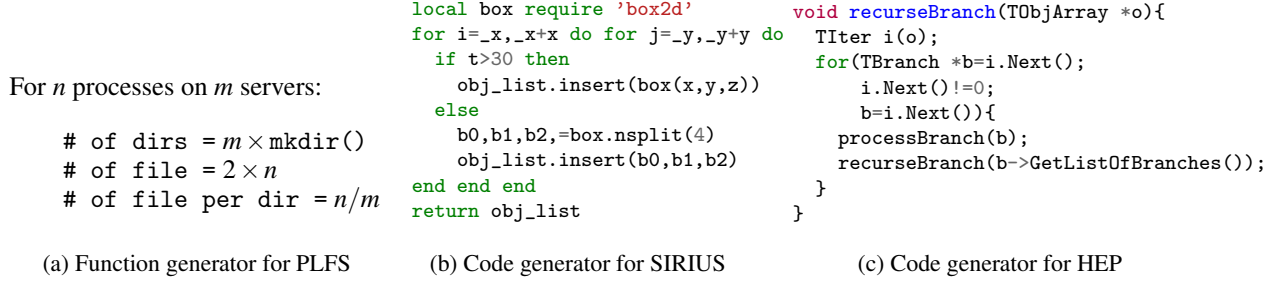 For n processes on m servers:
# of dirs = m × mkdir()
# of file = 2 × n
# of file per dir = n/m
(a) Function generator for PLFS
local box require 'box2d'
for i=_x,_x+x do for j=_y,_y+y do
  if t>30 then
    obj_list.insert(box(x,y,z))
  else
    b0,b1,b2,=box.nsplit(4)
    obj_list.insert(b0,b1,b2)
end end end
return obj_list
(b) Code generator for SIRIUS
void recurseBranch(TObjArray *o){
  TIter i(o);
  for(TBranch *b=i.Next();
      i.Next()!=0;
      b=i.Next()){
    processBranch(b);
    recurseBranch(b->GetListOfBranches());
  }
}
(c) Code generator for HEP